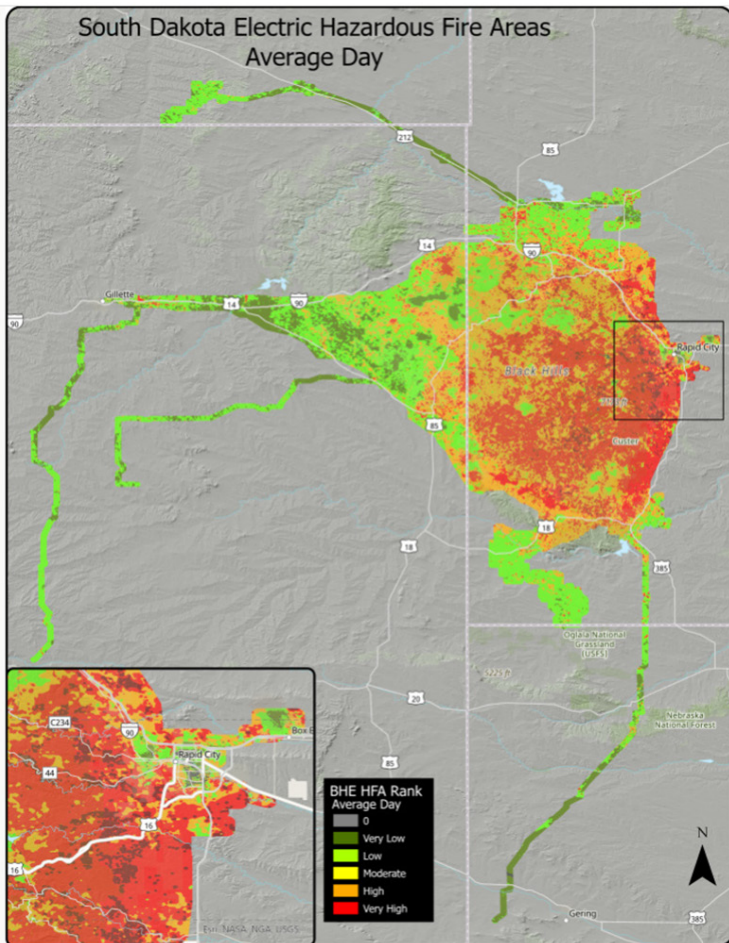 South Dakota Electric Hazardous Fire Areas
Average Day
212
85
14
90
Gillette
14
90
90
Rapid City
Black Hills
85
Custer
18
18
385
Oglala National
Grassland
(USFS)
20
Nebraska
National Forest
85
C234
90
Box E
Rapid City
44
16
16
Esri, NASA, NGA, USGS
BHE HFA Rank
Average Day
0
Very Low
Low
Moderate
High
Very High
N
Gering
385